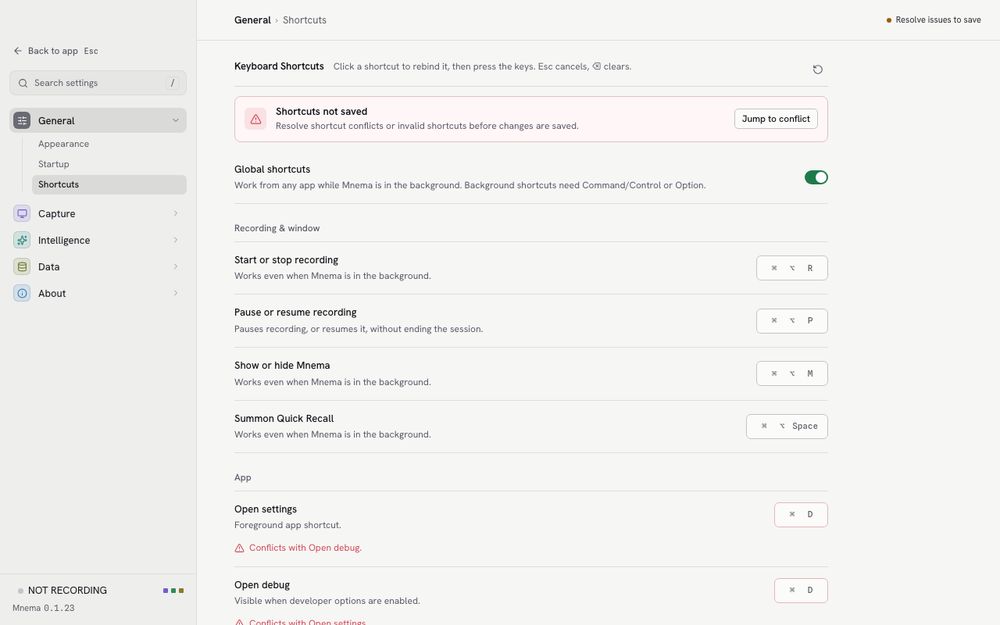 General › Shortcuts
Resolve issues to save
Back to app Esc
Search settings /
General
Appearance
Startup
Shortcuts
Capture
Intelligence
Data
About
NOT RECORDING
Mnema 0.1.23
Keyboard Shortcuts Click a shortcut to rebind it, then press the keys. Esc cancels, ⌫ clears.
Shortcuts not saved
Resolve shortcut conflicts or invalid shortcuts before changes are saved.
Jump to conflict
Global shortcuts
Work from any app while Mnema is in the background. Background shortcuts need Command/Control or Option.
Recording & window
Start or stop recording
Works even when Mnema is in the background.
⌘ ⌥ R
Pause or resume recording
Pauses recording, or resumes it, without ending the session.
⌘ ⌥ P
Show or hide Mnema
Works even when Mnema is in the background.
⌘ ⌥ M
Summon Quick Recall
Works even when Mnema is in the background.
⌘ ⌥ Space
App
Open settings
Foreground app shortcut.
⌘ D
Conflicts with Open debug.
Open debug
Visible when developer options are enabled.
⌘ D
Conflicts with Open settings.